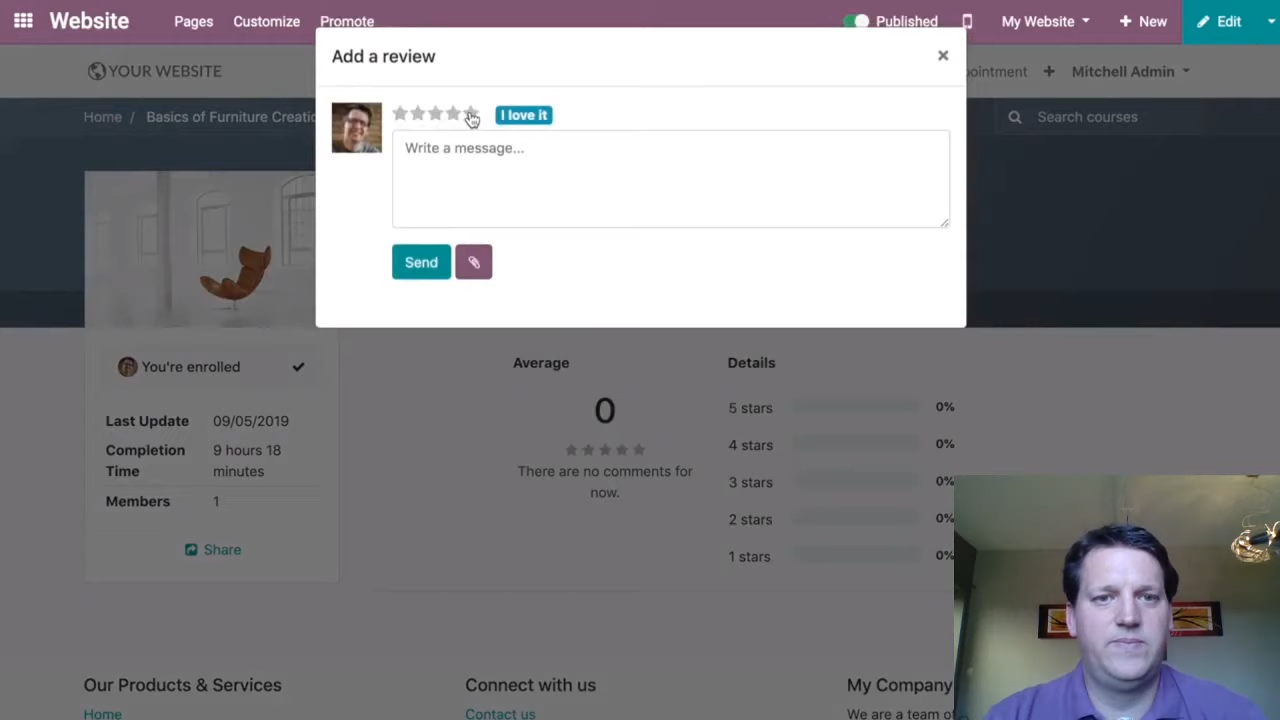 Website Pages Customize Promote Published My Website + New Edit
Add a review ×
YOUR WEBSITE
I love it
ointment + Mitchell Admin
Home / Basics of Furniture Creatio
Search courses
Write a message...
Send
You're enrolled
Average
Details
Last Update 09/05/2019
Completion Time 9 hours 18 minutes
Members 1
Share
0
There are no comments for
now.
5 stars 0%
4 stars 0%
3 stars 0%
2 stars 0%
1 stars 0%
Our Products & Services
Connect with us
My Company
Home
Contact us
We are a team o